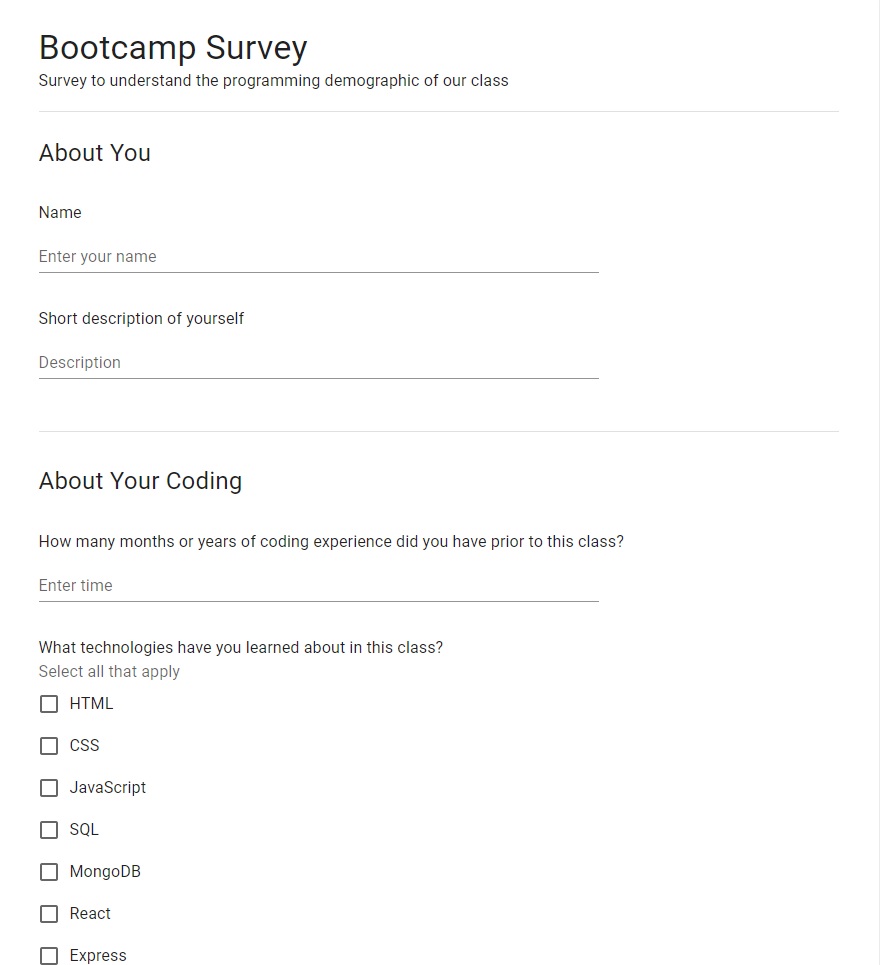 Bootcamp Survey
Survey to understand the programming demographic of our class
About You
Name
Enter your name
Short description of yourself
Description
About Your Coding
How many months or years of coding experience did you have prior to this class?
Enter time
What technologies have you learned about in this class?
Select all that apply
HTML
CSS
JavaScript
SQL
MongoDB
React
Express